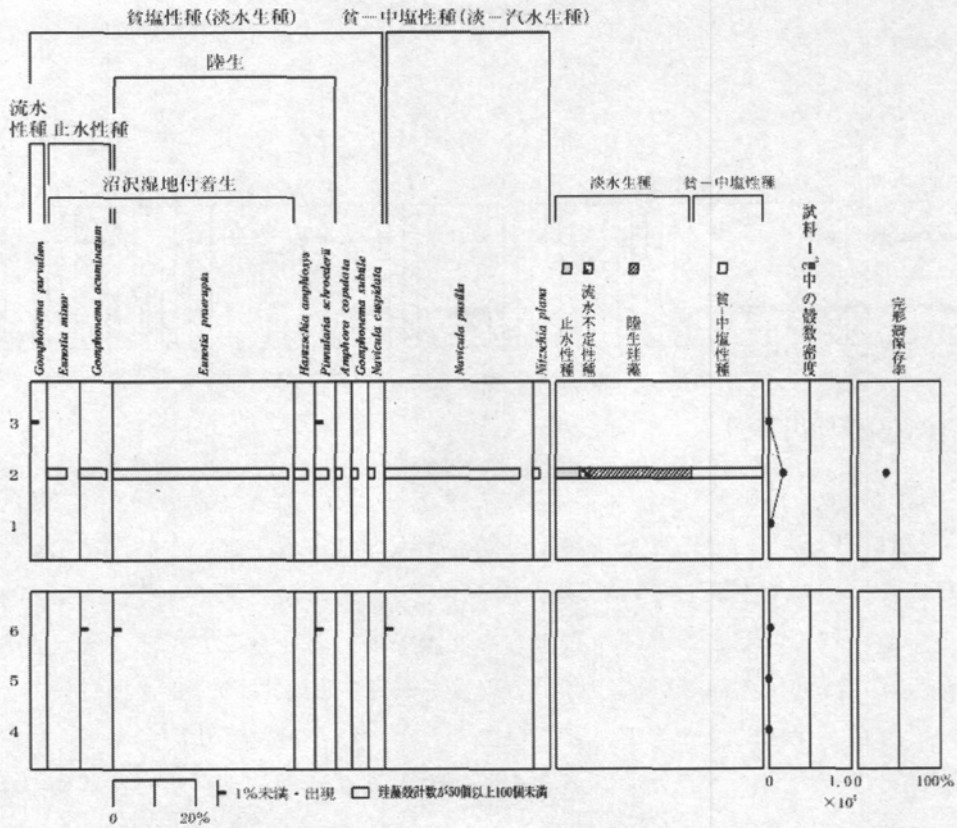 貧塩性種(淡水生種)
貧－中塩性種(淡－汽水生種)
陸生
流水
性種
止水性種
沼沢湿地付着生
淡水生種
貧－中塩性種
Gomphonema parvulum
Eunotia minor
Gomphonema acuminatum
Eunotia praerupta
Hantzschia amphioxys
Pinnularia schroederii
Amphora copulata
Gomphonema subtile
Navicula cuspidata
Navicula pusilla
Nitzschia plana
止水性種
流水不定性種
陸生珪藻
貧－中塩性種
試料1cm³中の殻数密度
完形殻保存率
3
2
1
6
5
4
0 20%
1％未満・出現
珪藻殻計数が50個以上100個未満
0 1.00 100%